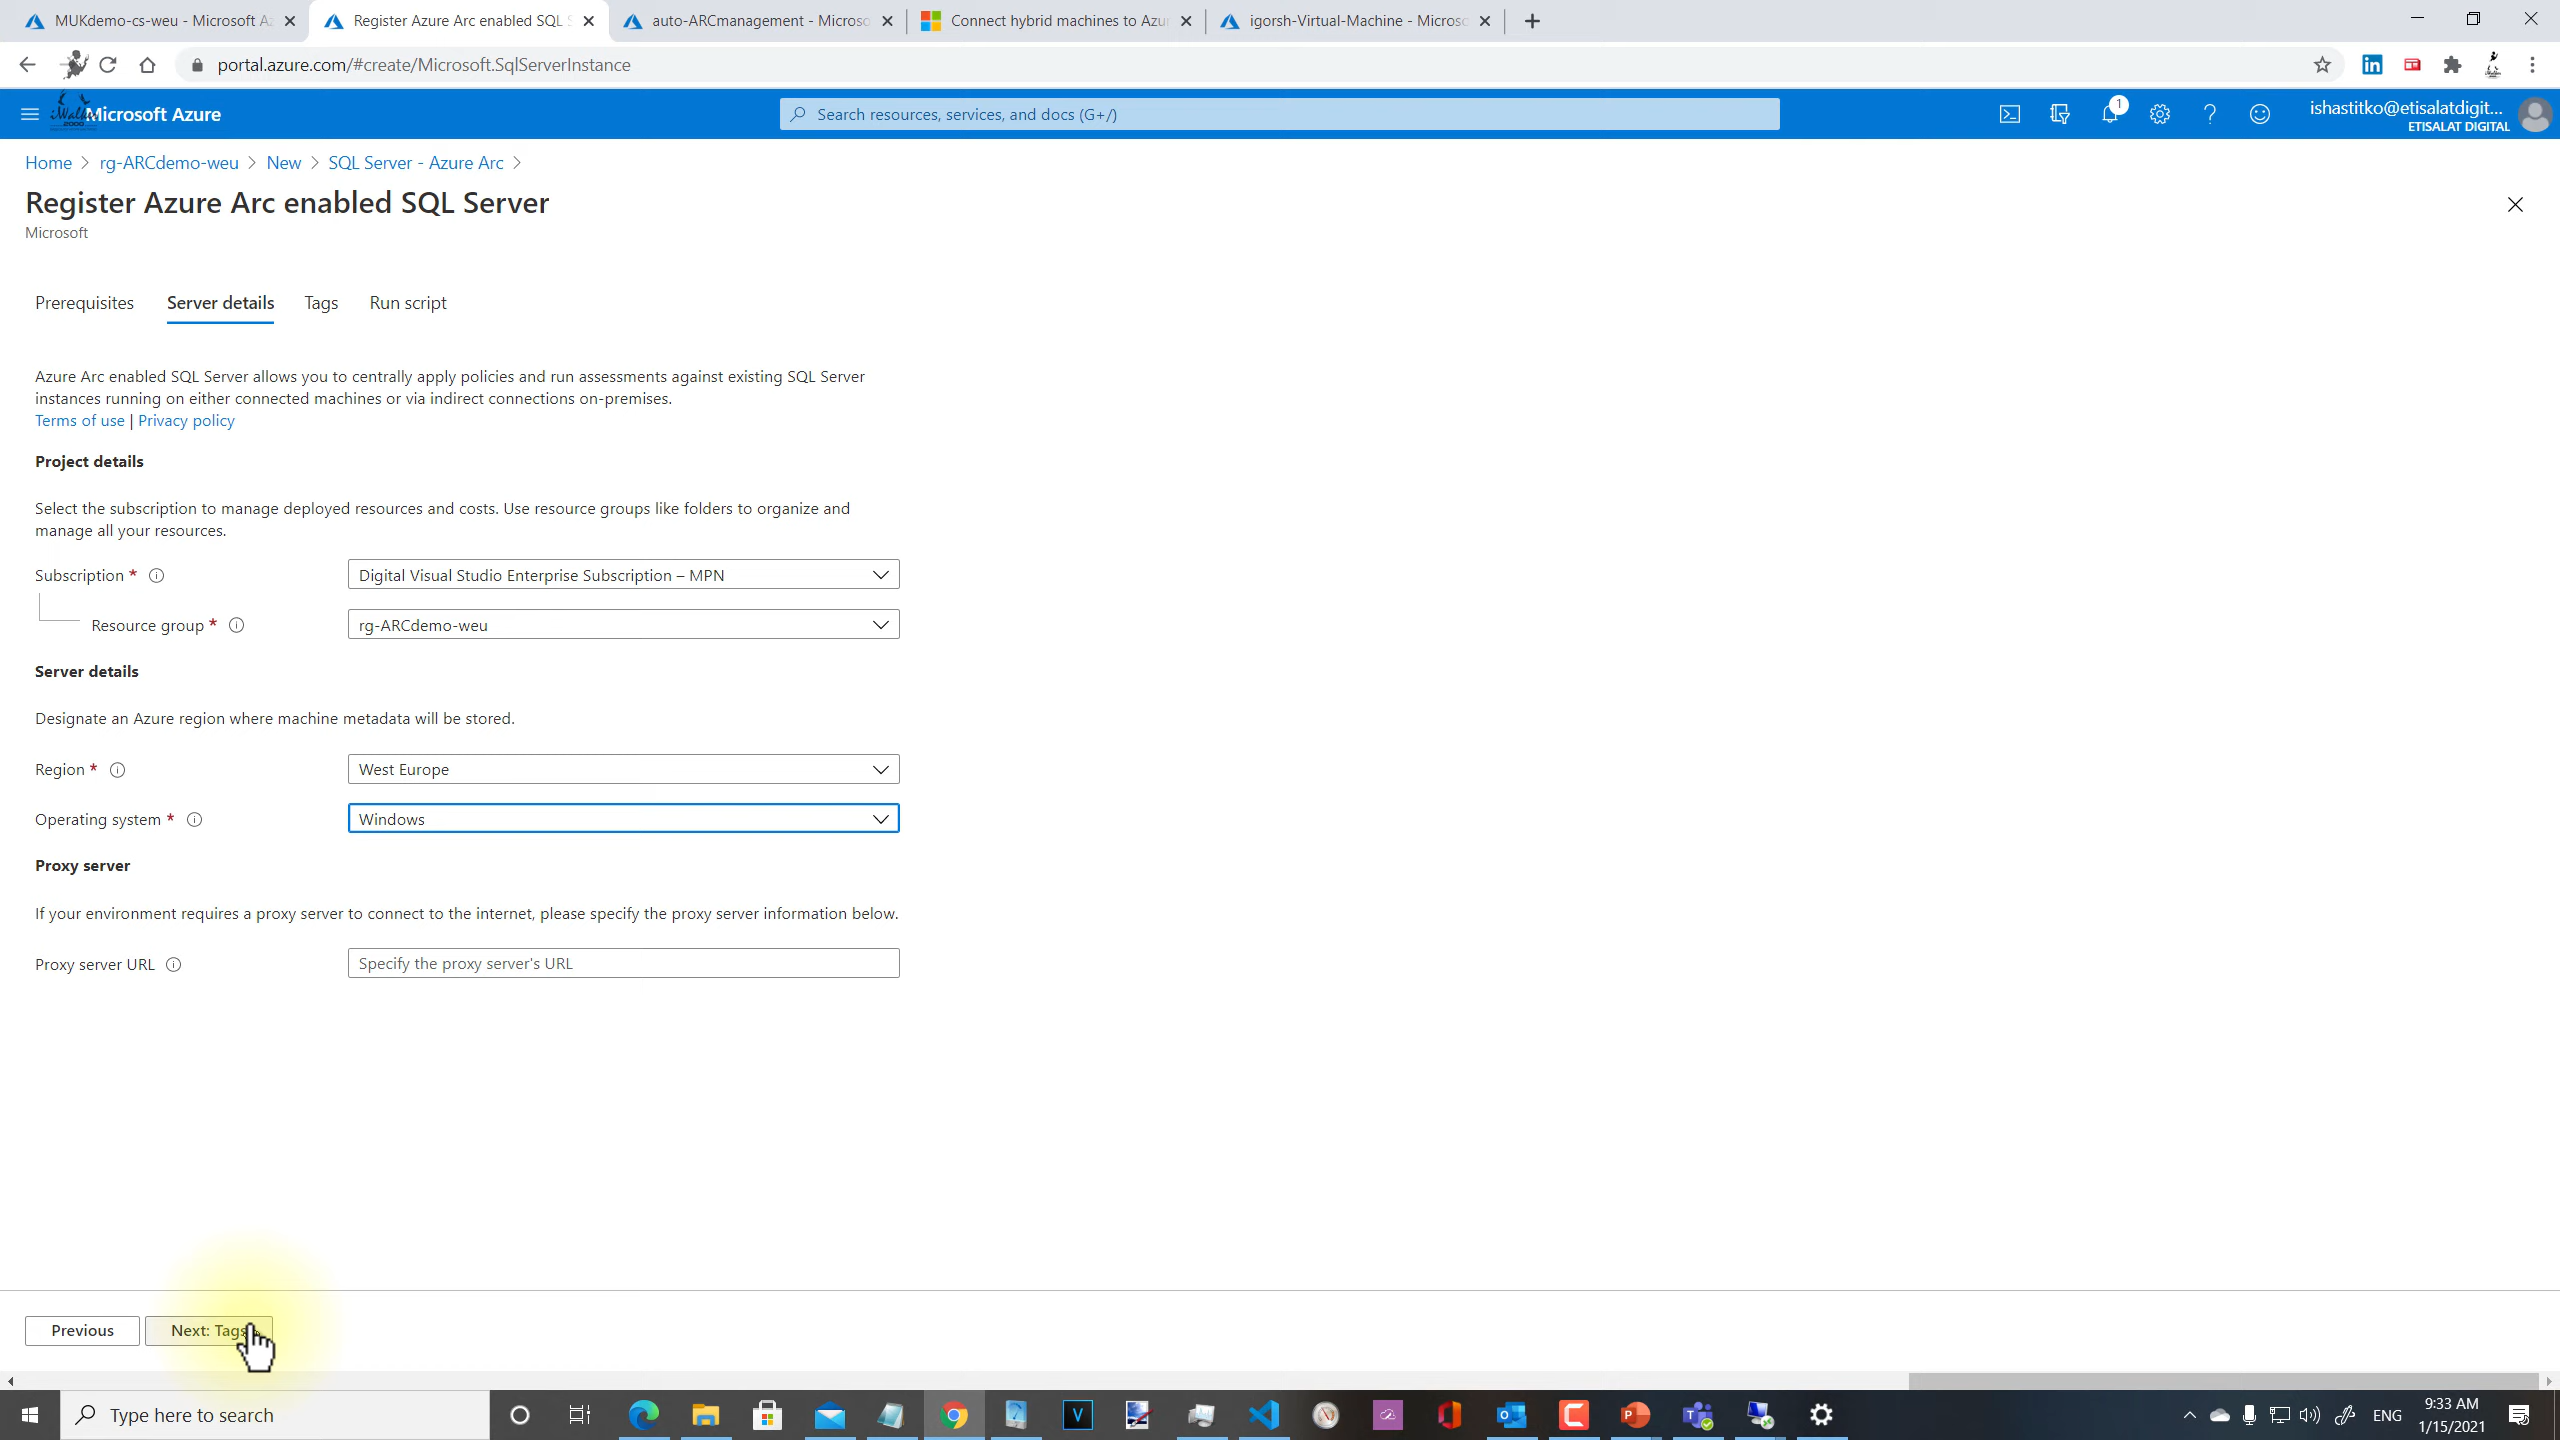 MUKdemo-cs-weu - Microsoft Az
Register Azure Arc enabled SQL S
auto-ARCmanagement - Microso
Connect hybrid machines to Azur
igorsh-Virtual-Machine - Microso
portal.azure.com/#create/Microsoft.SqlServerInstance
Microsoft Azure
Search resources, services, and docs (G+/)
1
ishastitko@etisalatdigit...
ETISALAT DIGITAL
Home > rg-ARCdemo-weu > New > SQL Server - Azure Arc >
Register Azure Arc enabled SQL Server
Microsoft
Prerequisites Server details Tags Run script
Azure Arc enabled SQL Server allows you to centrally apply policies and run assessments against existing SQL Server
instances running on either connected machines or via indirect connections on-premises.
Terms of use | Privacy policy
Project details
Select the subscription to manage deployed resources and costs. Use resource groups like folders to organize and
manage all your resources.
Subscription * Digital Visual Studio Enterprise Subscription – MPN
Resource group * rg-ARCdemo-weu
Server details
Designate an Azure region where machine metadata will be stored.
Region * West Europe
Operating system * Windows
Proxy server
If your environment requires a proxy server to connect to the internet, please specify the proxy server information below.
Proxy server URL Specify the proxy server's URL
Previous Next: Tags
Type here to search
ENG
9:33 AM
1/15/2021